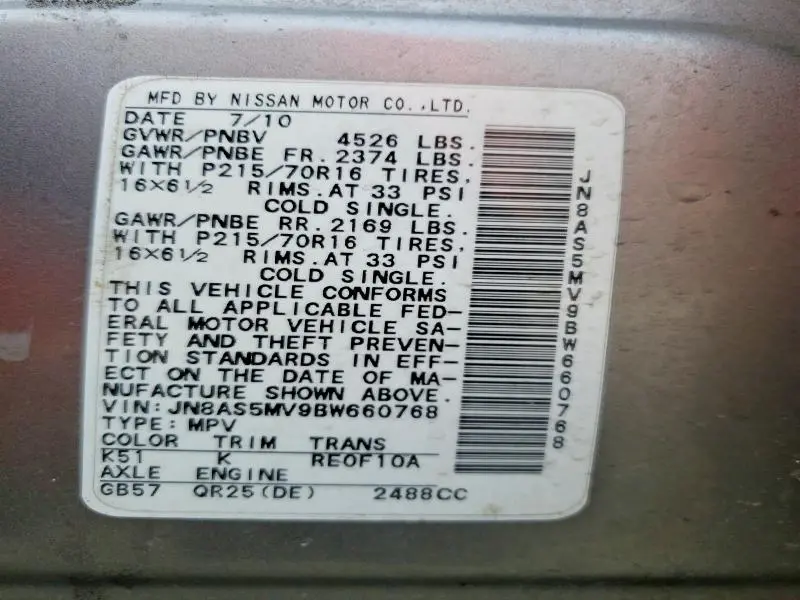 MFD BY NISSAN MOTOR CO.,LTD.
DATE 7/10
GVWR/PNBV 4526 LBS.
GAWR/PNBE FR. 2374 LBS.
WITH P215/70R16 TIRES,
16×6½ RIMS.AT 33 PSI
COLD SINGLE.
GAWR/PNBE RR. 2169 LBS.
WITH P215/70R16 TIRES,
16×6½ RIMS.AT 33 PSI
COLD SINGLE.
THIS VEHICLE CONFORMS
TO ALL APPLICABLE FED-
ERAL MOTOR VEHICLE SA-
FETY AND THEFT PREVEN-
TION STANDARDS IN EFF-
ECT ON THE DATE OF MA-
NUFACTURE SHOWN ABOVE.
VIN:JN8AS5MV9BW660768
TYPE:MPV
COLOR TRIM TRANS
K51 K RE0F10A
AXLE ENGINE
GB57 QR25(DE) 2488CC
JN8AS5MV9BW660768